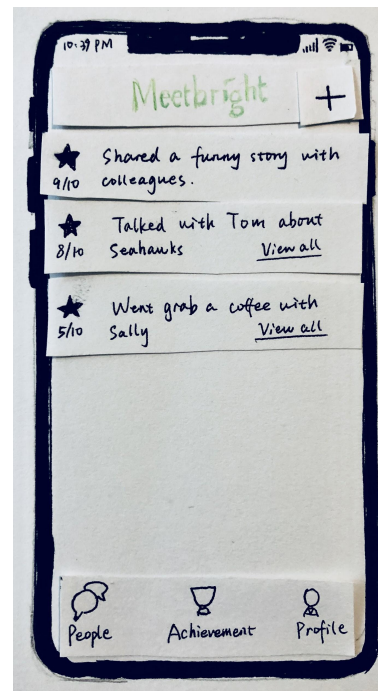 10:39 PM
Meetbright
+
Shared a funny story with
9/10 colleagues.
Talked with Tom about
8/10 Seahawks View all
Went grab a coffee with
5/10 Sally View all
People Achievement Profile